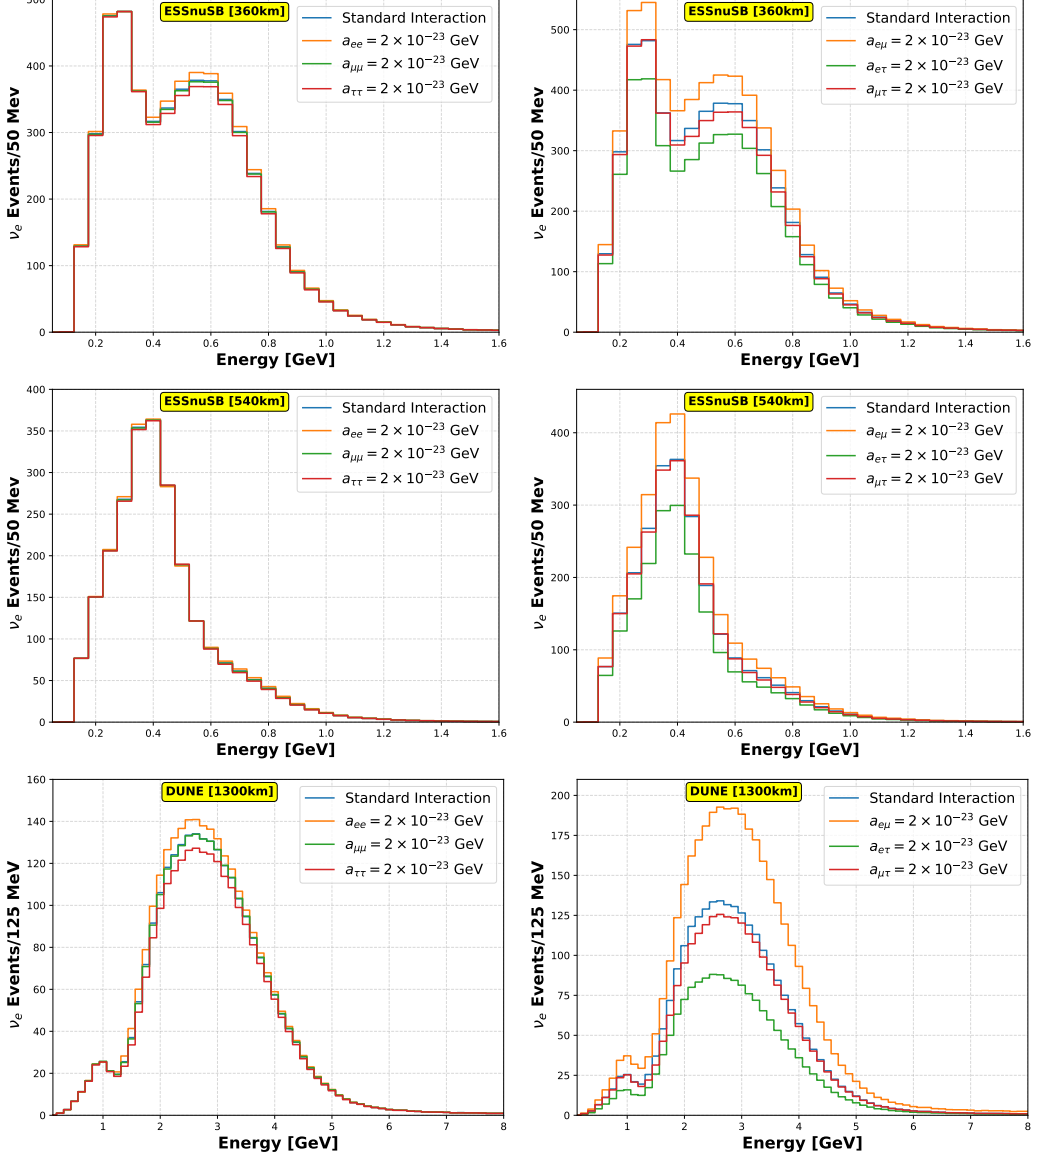 ESSnuSB [360km]
Standard Interaction
a_ee = 2 × 10⁻²³ GeV
a_μμ = 2 × 10⁻²³ GeV
a_ττ = 2 × 10⁻²³ GeV
400
300
200
100
0
0.2 0.4 0.6 0.8 1.0 1.2 1.4 1.6
ν_e Events/50 Mev
Energy [GeV]
ESSnuSB [360km]
Standard Interaction
a_eμ = 2 × 10⁻²³ GeV
a_eτ = 2 × 10⁻²³ GeV
a_μτ = 2 × 10⁻²³ GeV
500
400
300
200
100
0
0.2 0.4 0.6 0.8 1.0 1.2 1.4 1.6
ν_e Events/50 Mev
Energy [GeV]
ESSnuSB [540km]
Standard Interaction
a_ee = 2 × 10⁻²³ GeV
a_μμ = 2 × 10⁻²³ GeV
a_ττ = 2 × 10⁻²³ GeV
400
350
300
250
200
150
100
50
0
0.2 0.4 0.6 0.8 1.0 1.2 1.4 1.6
ν_e Events/50 Mev
Energy [GeV]
ESSnuSB [540km]
Standard Interaction
a_eμ = 2 × 10⁻²³ GeV
a_eτ = 2 × 10⁻²³ GeV
a_μτ = 2 × 10⁻²³ GeV
400
300
200
100
0
0.2 0.4 0.6 0.8 1.0 1.2 1.4 1.6
ν_e Events/50 Mev
Energy [GeV]
DUNE [1300km]
Standard Interaction
a_ee = 2 × 10⁻²³ GeV
a_μμ = 2 × 10⁻²³ GeV
a_ττ = 2 × 10⁻²³ GeV
160
140
120
100
80
60
40
20
0
1 2 3 4 5 6 7 8
ν_e Events/125 MeV
Energy [GeV]
DUNE [1300km]
Standard Interaction
a_eμ = 2 × 10⁻²³ GeV
a_eτ = 2 × 10⁻²³ GeV
a_μτ = 2 × 10⁻²³ GeV
200
175
150
125
100
75
50
25
0
1 2 3 4 5 6 7 8
ν_e Events/125 MeV
Energy [GeV]